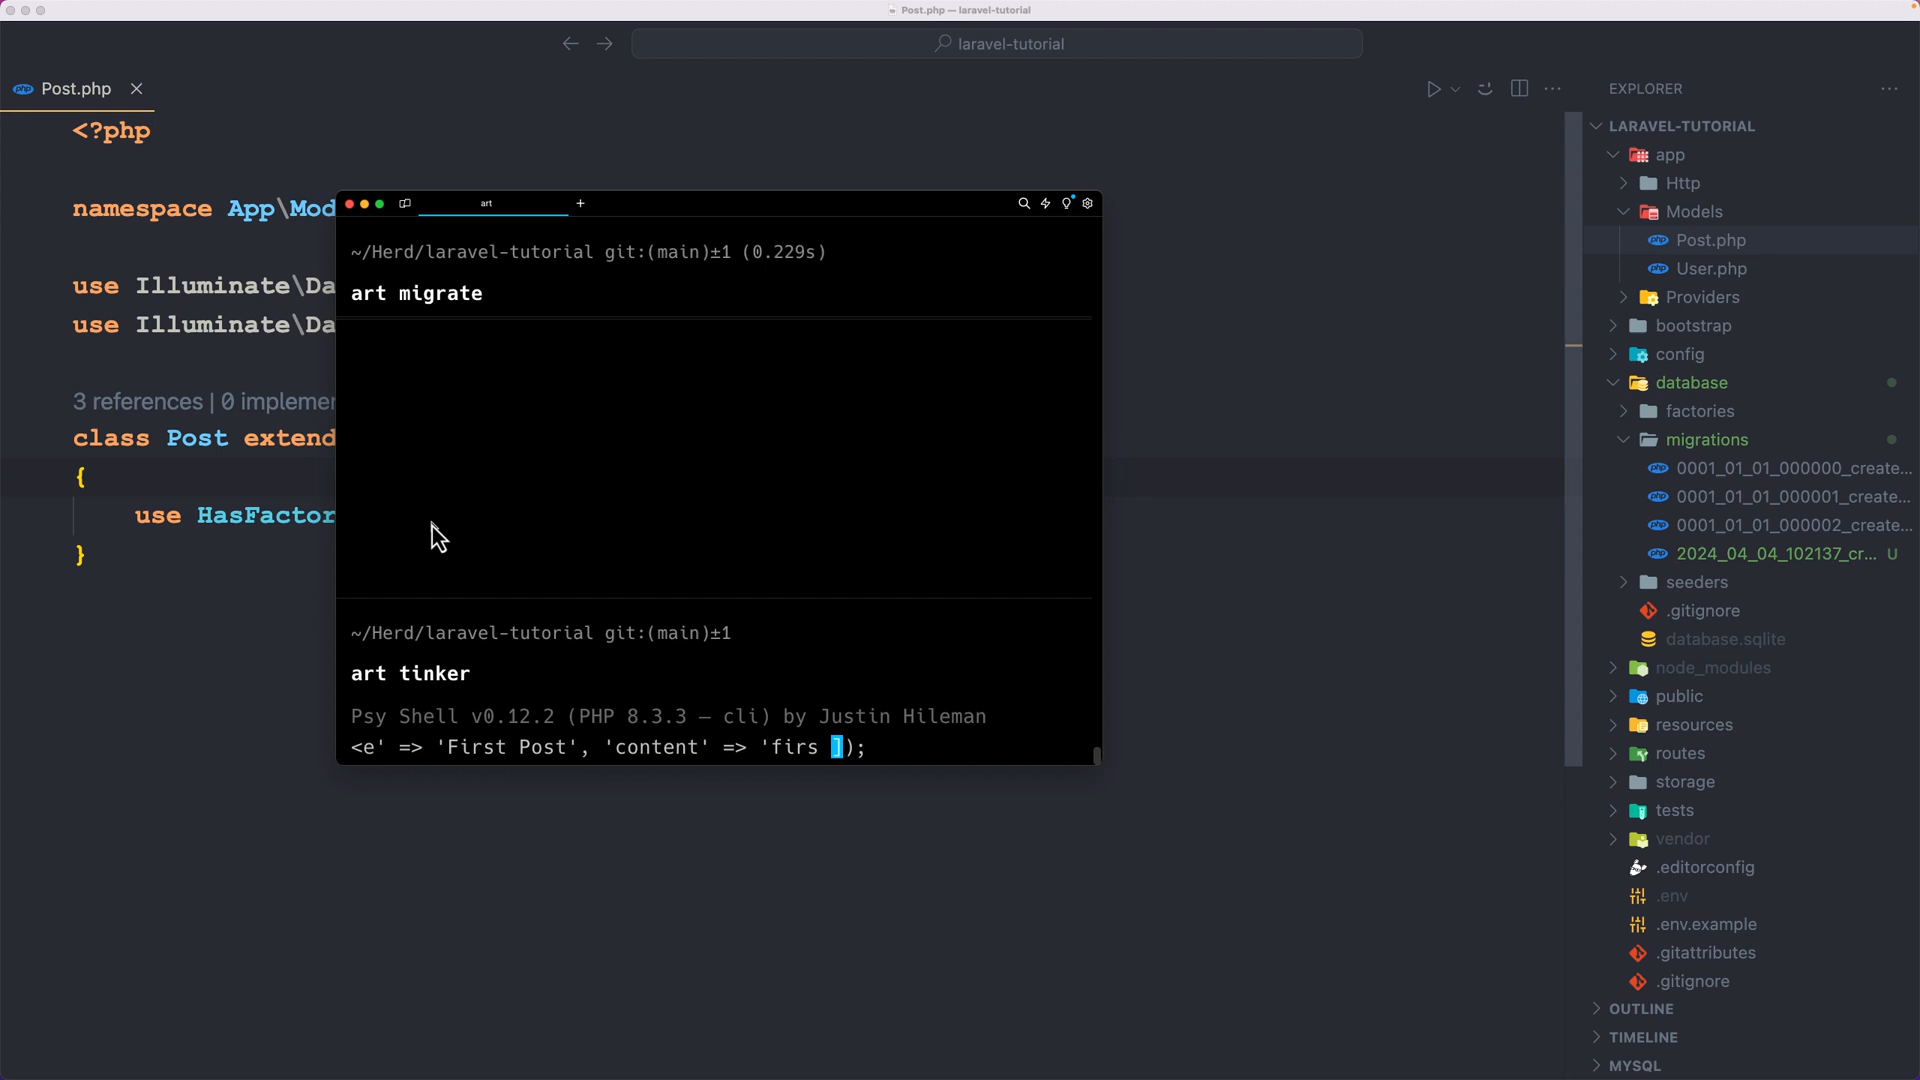 Post.php — laravel-tutorial
laravel-tutorial
Post.php
<?php
namespace App\Mod
use Illuminate\Da
use Illuminate\Da
3 references | 0 implemen
class Post extend
{
use HasFactor
}
art
~/Herd/laravel-tutorial git:(main)±1 (0.229s)
art migrate
~/Herd/laravel-tutorial git:(main)±1
art tinker
Psy Shell v0.12.2 (PHP 8.3.3 — cli) by Justin Hileman
<e' => 'First Post', 'content' => 'firs ]);
EXPLORER
LARAVEL-TUTORIAL
app
Http
Models
Post.php
User.php
Providers
bootstrap
config
database
factories
migrations
0001_01_01_000000_create...
0001_01_01_000001_create...
0001_01_01_000002_create...
2024_04_04_102137_cr... U
seeders
.gitignore
database.sqlite
node_modules
public
resources
routes
storage
tests
vendor
.editorconfig
.env
.env.example
.gitattributes
.gitignore
OUTLINE
TIMELINE
MYSQL